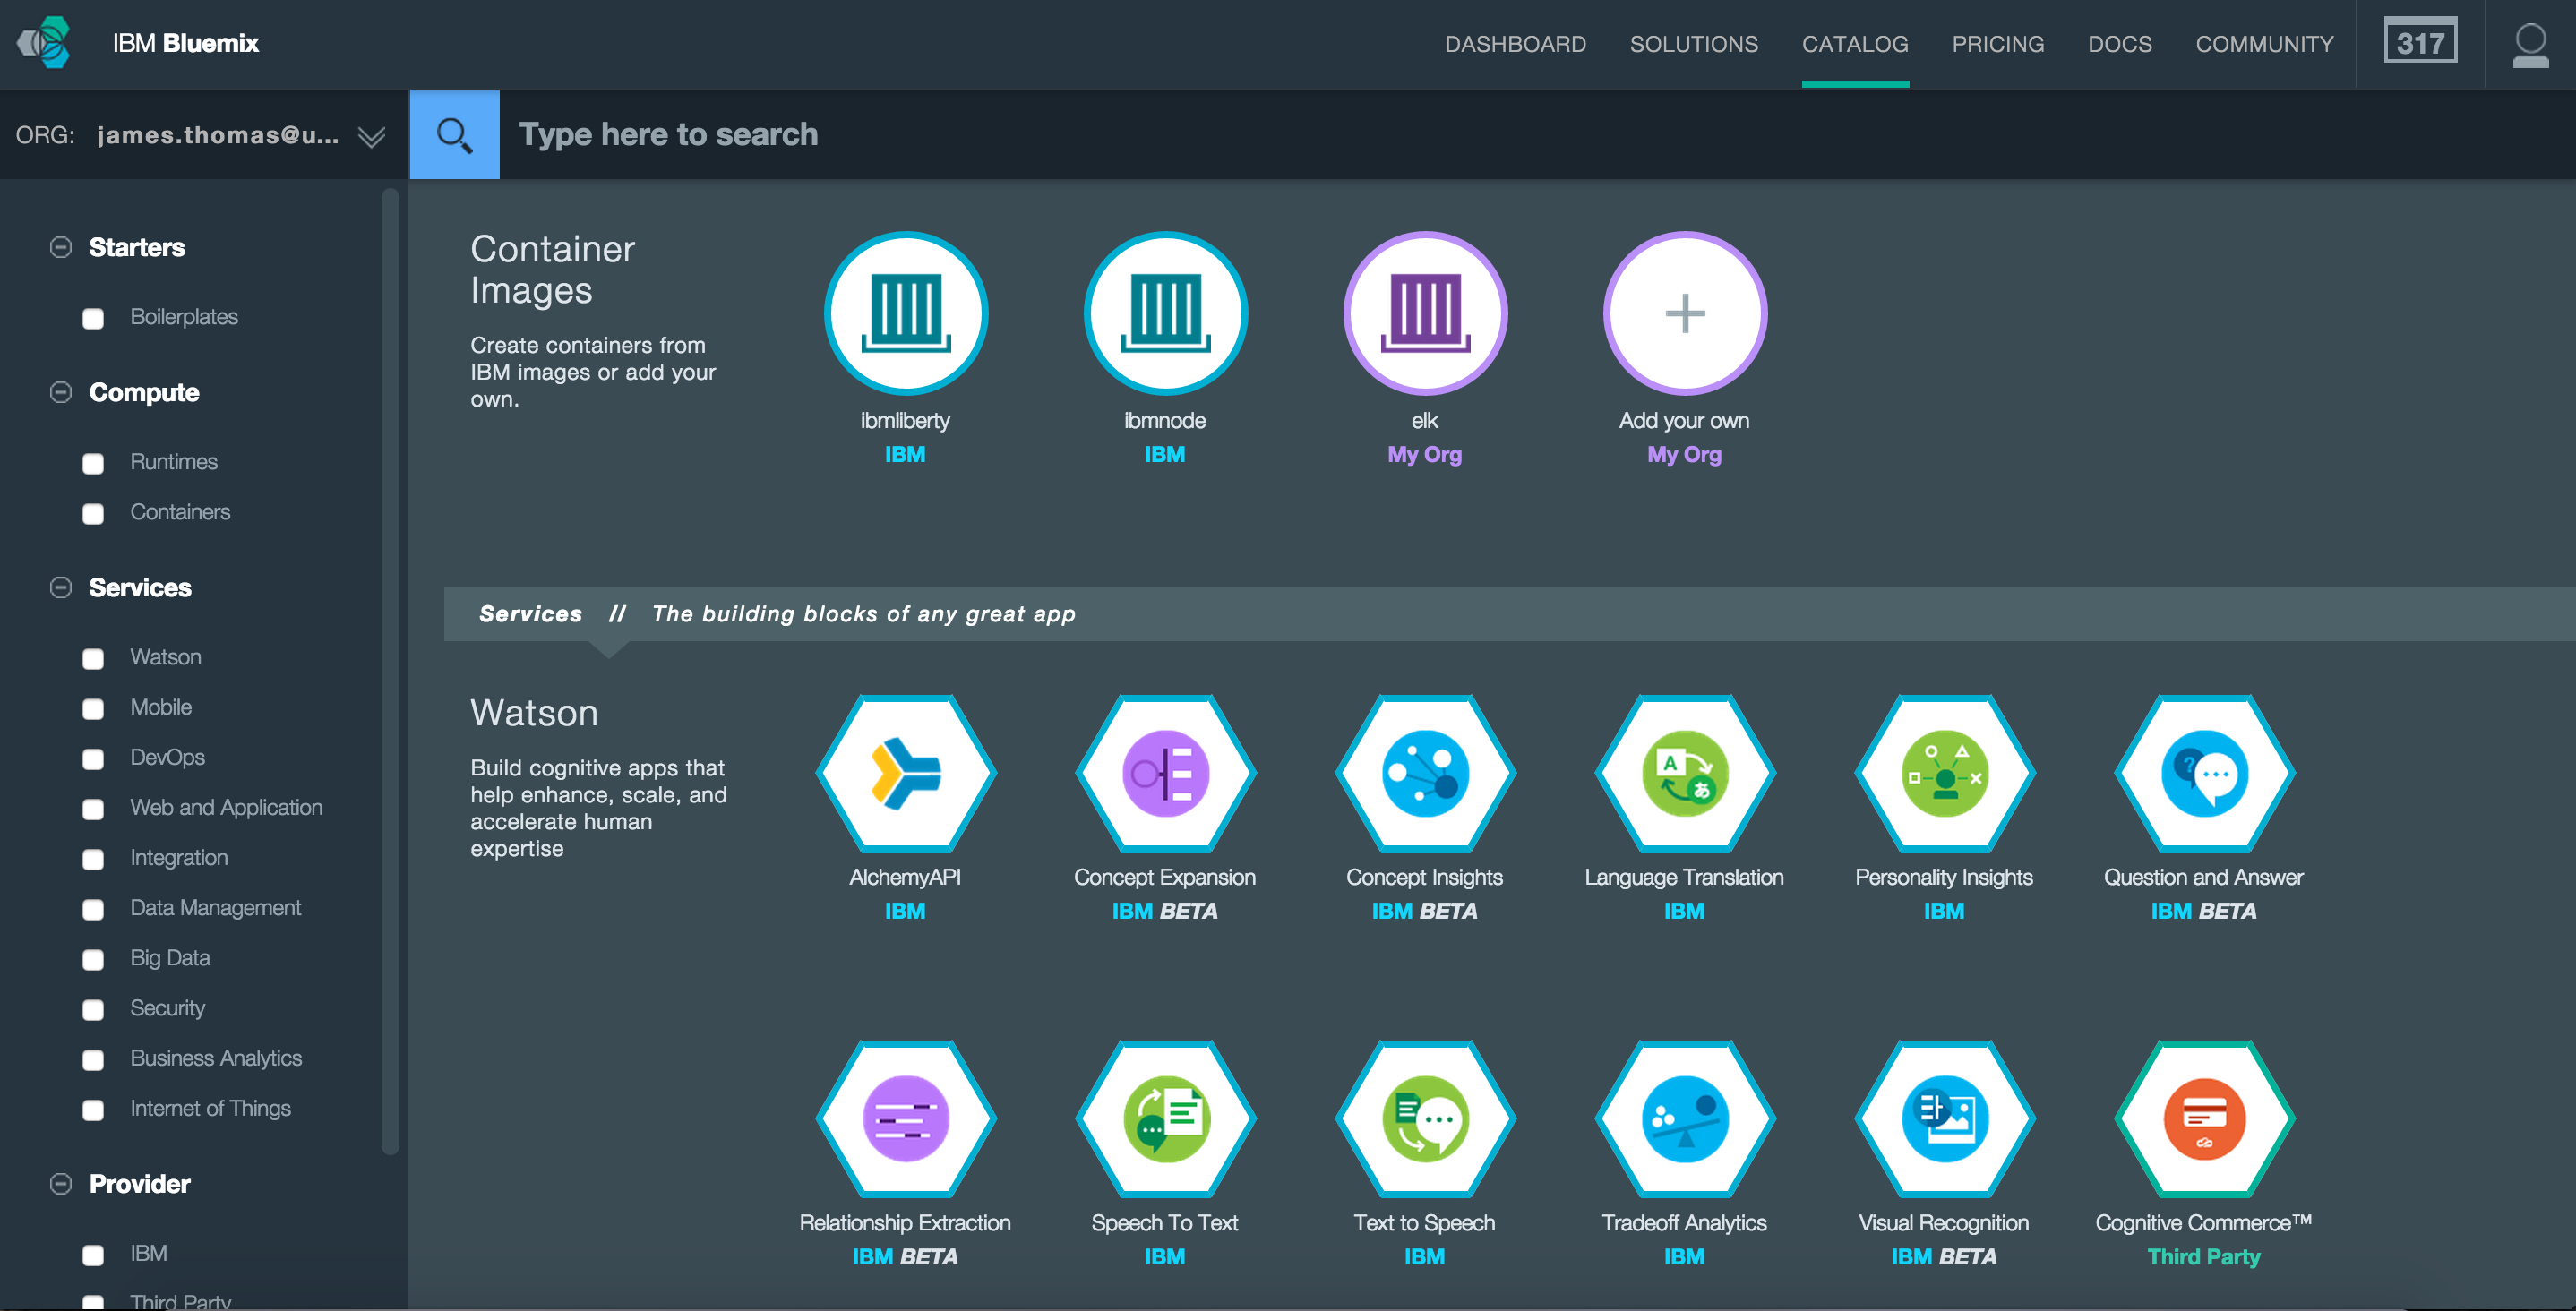 IBM Bluemix
DASHBOARD SOLUTIONS CATALOG PRICING DOCS COMMUNITY 317
ORG: james.thomas@u...
Type here to search
Starters
Boilerplates
Compute
Runtimes
Containers
Services
Watson
Mobile
DevOps
Web and Application
Integration
Data Management
Big Data
Security
Business Analytics
Internet of Things
Provider
IBM
Third Party
Container
Images
Create containers from
IBM images or add your
own.
ibmliberty
IBM
ibmnode
IBM
elk
My Org
Add your own
My Org
Services // The building blocks of any great app
Watson
Build cognitive apps that
help enhance, scale, and
accelerate human
expertise
AlchemyAPI
IBM
Concept Expansion
IBM BETA
Concept Insights
IBM BETA
A
あ
Language Translation
IBM
Personality Insights
IBM
?
Question and Answer
IBM BETA
Relationship Extraction
IBM BETA
Speech To Text
IBM
Text to Speech
IBM
Tradeoff Analytics
IBM
Visual Recognition
IBM BETA
Cognitive Commerce™
Third Party